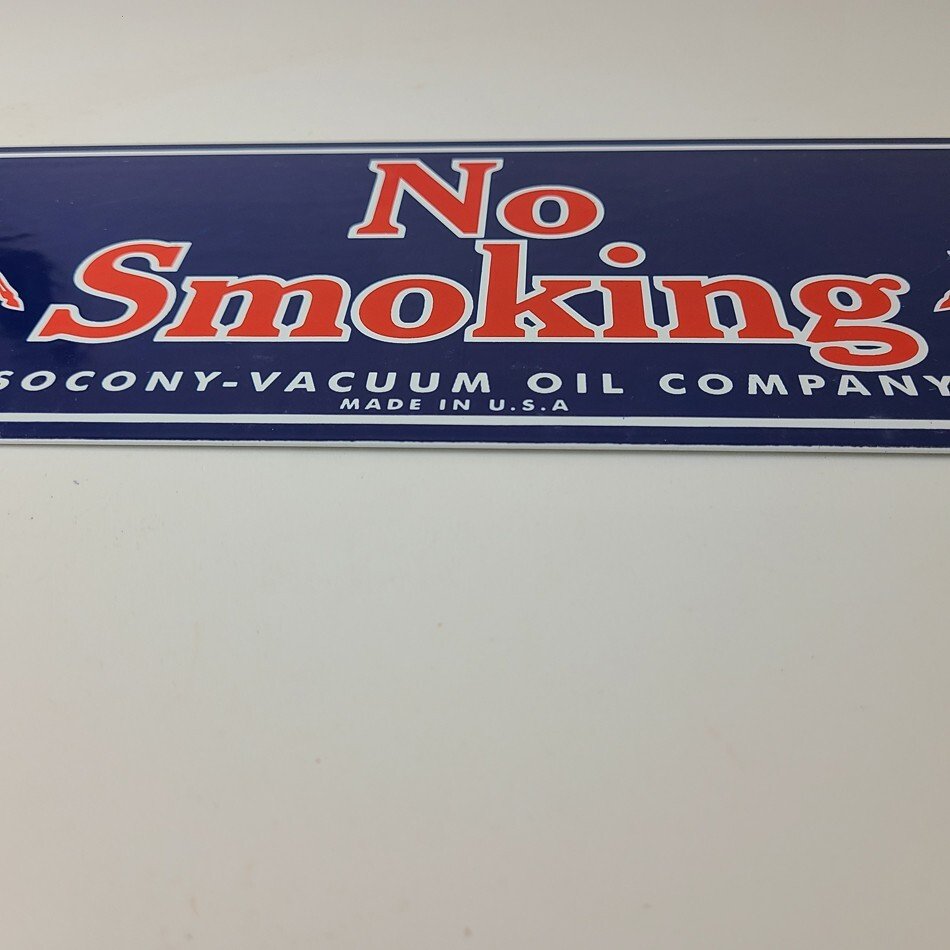 No
Smoking
SOCONY-VACUUM OIL COMPANY
MADE IN U.S.A